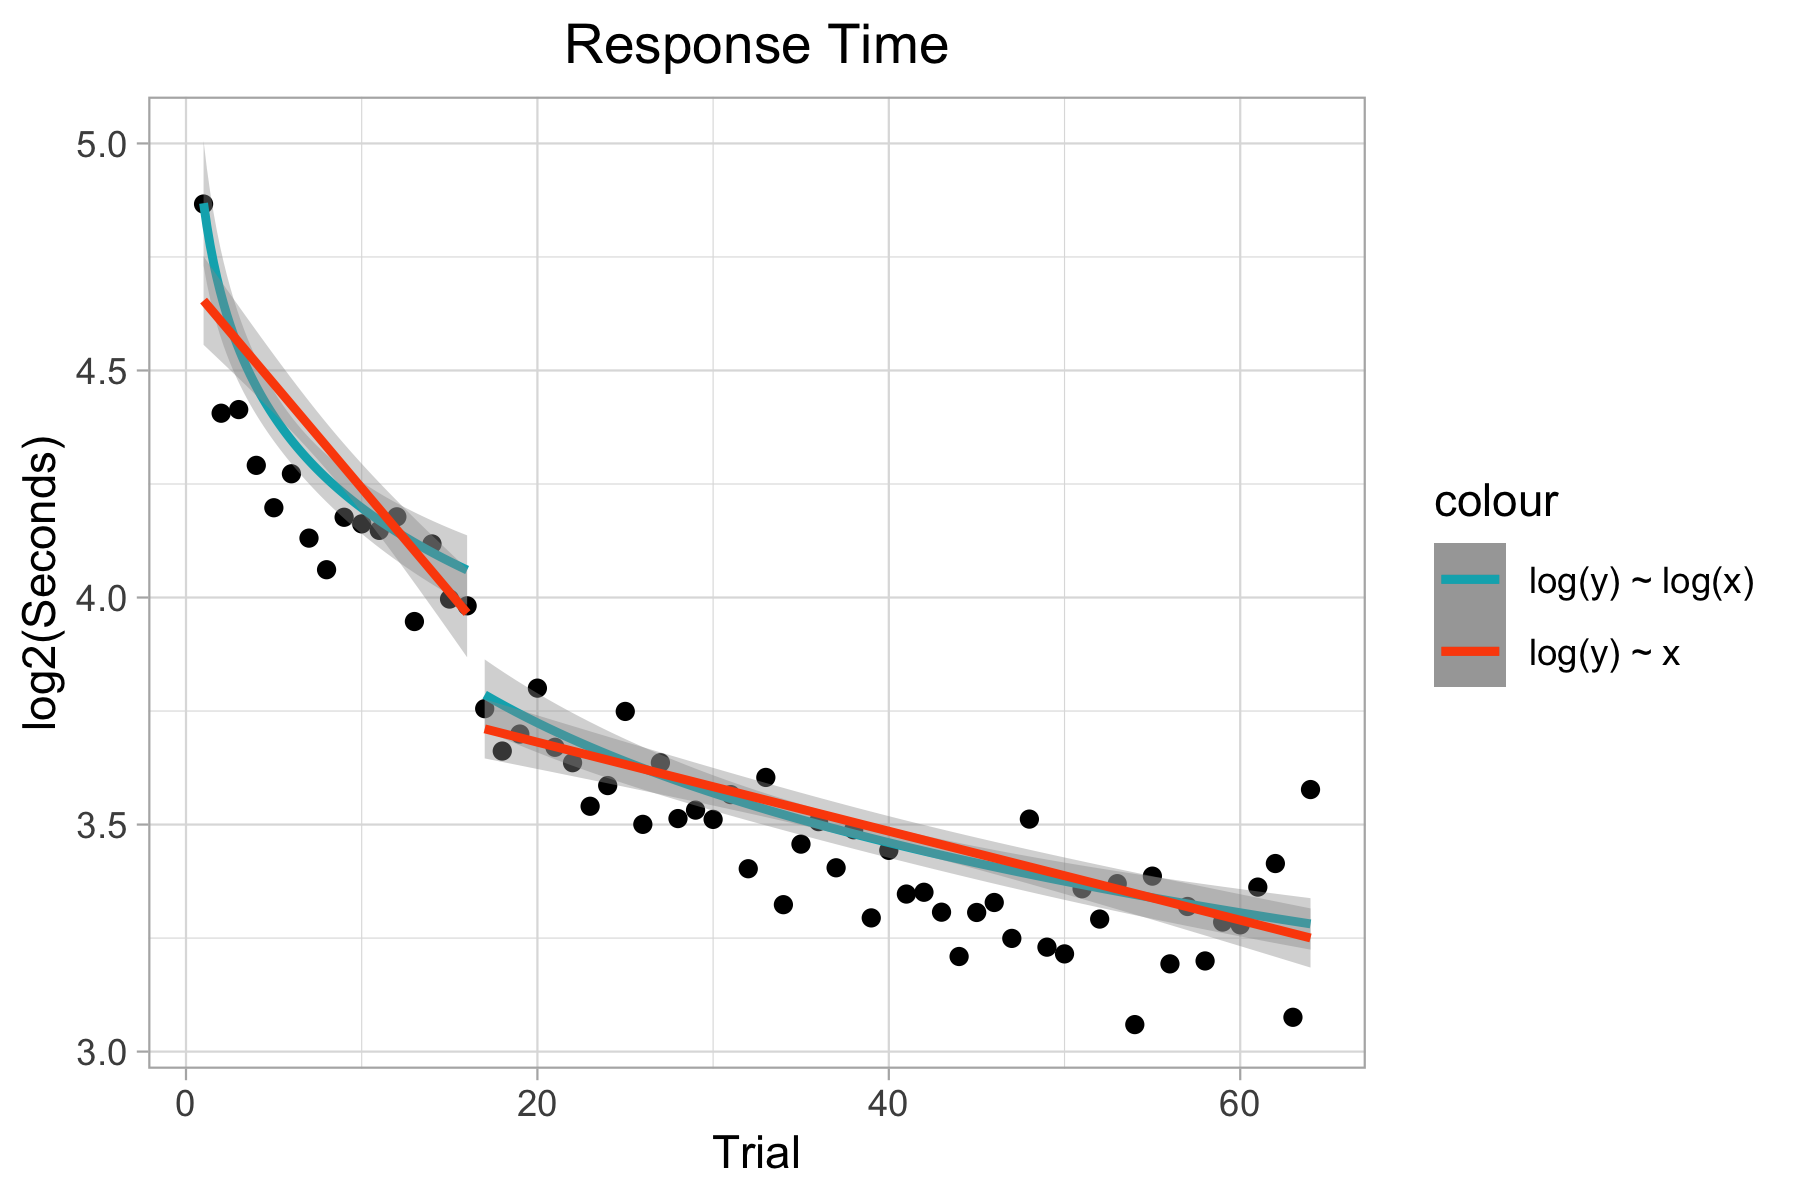 Response Time
log2(Seconds)
5.0
4.5
4.0
3.5
3.0
0 20 40 60
Trial
colour
log(y) ~ log(x)
log(y) ~ x